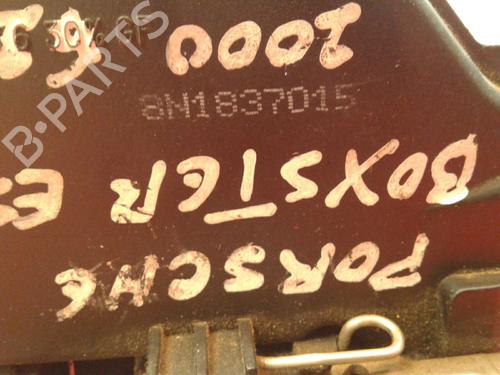 PORSCHE
BOXSTER
2000
8N1837015
B-PARTS